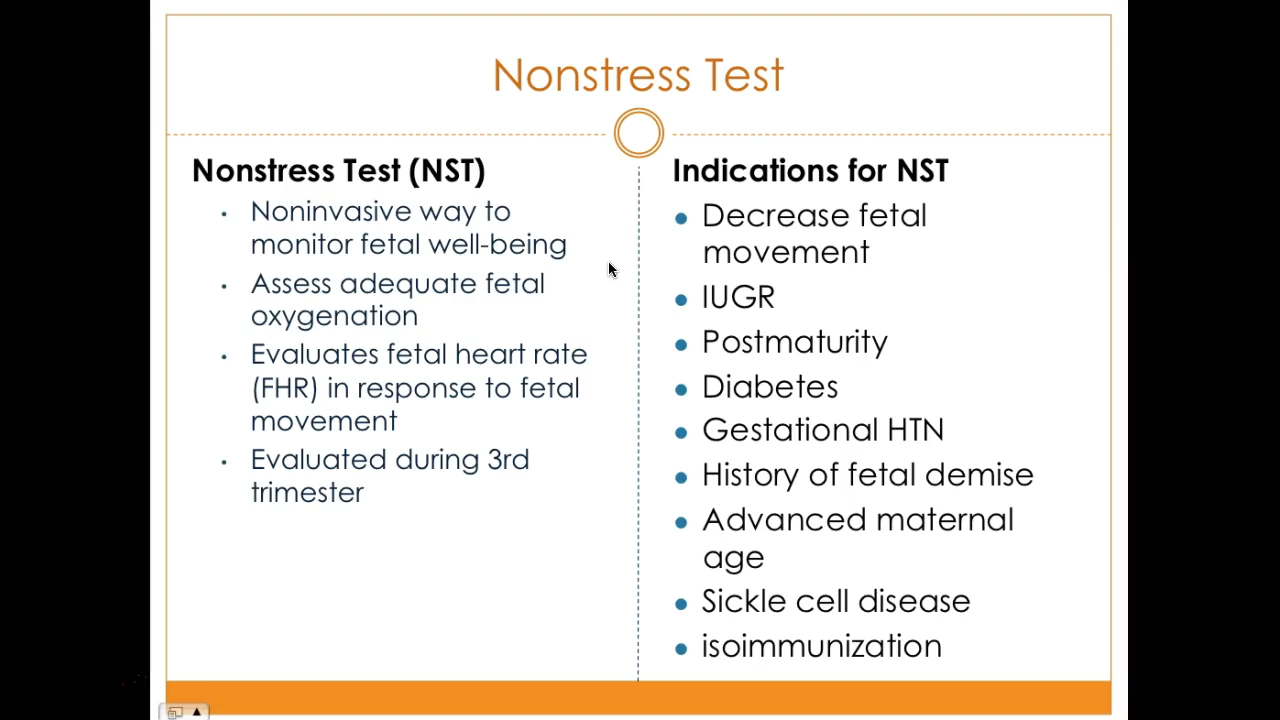 Nonstress Test
Nonstress Test (NST)
• Noninvasive way to
monitor fetal well-being
• Assess adequate fetal
oxygenation
• Evaluates fetal heart rate
(FHR) in response to fetal
movement
• Evaluated during 3rd
trimester
Indications for NST
• Decrease fetal
movement
• IUGR
• Postmaturity
• Diabetes
• Gestational HTN
• History of fetal demise
• Advanced maternal
age
• Sickle cell disease
• isoimmunization